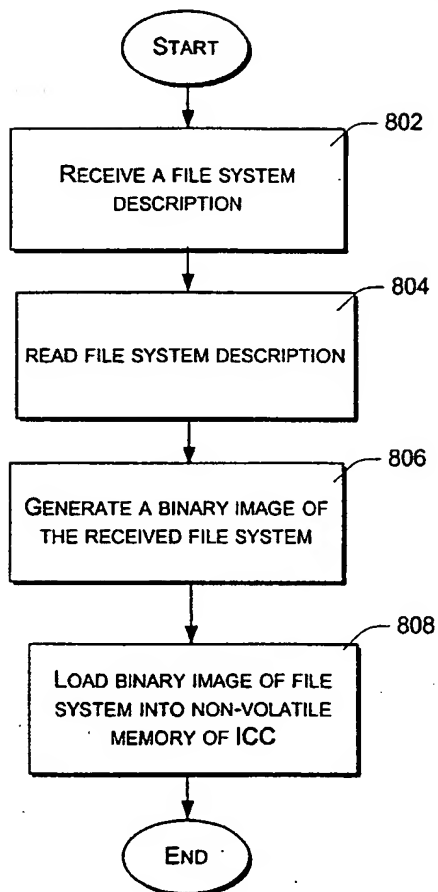 START
802
RECEIVE A FILE SYSTEM
DESCRIPTION
804
READ FILE SYSTEM DESCRIPTION
806
GENERATE A BINARY IMAGE OF
THE RECEIVED FILE SYSTEM
808
LOAD BINARY IMAGE OF FILE
SYSTEM INTO NON-VOLATILE
MEMORY OF ICC
END